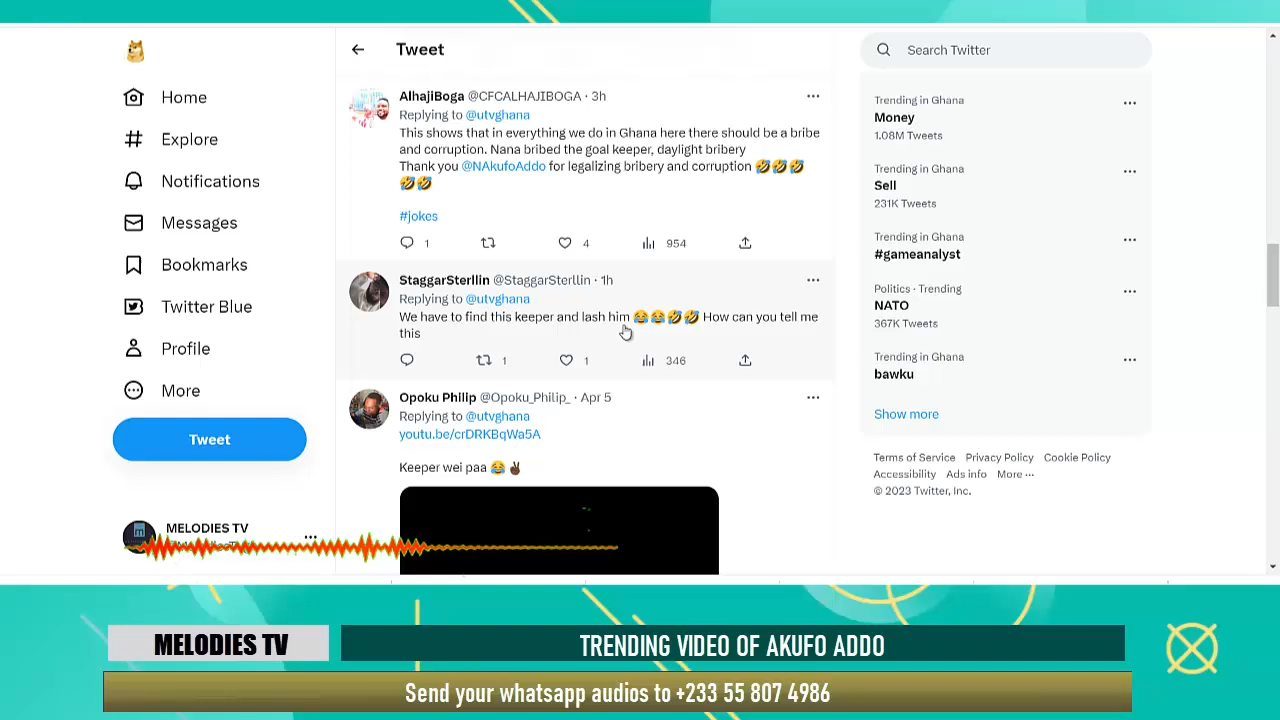 Tweet
Search Twitter
Home
Explore
Notifications
Messages
Bookmarks
Twitter Blue
Profile
More
Tweet
MELODIES TV
AlhajiBoga @CFCALHAJIBOGA · 3h
Replying to @utvghana
This shows that in everything we do in Ghana here there should be a bribe
and corruption. Nana bribed the goal keeper, daylight bribery
Thank you @NAkufoAddo for legalizing bribery and corruption 🤣🤣🤣
🤣🤣
#jokes
1 4 954
StaggarSterllin @StaggarSterllin · 1h
Replying to @utvghana
We have to find this keeper and lash him 😂😂🤣🤣 How can you tell me
this
1 1 346
Opoku Philip @Opoku_Philip_ · Apr 5
Replying to @utvghana
youtu.be/crDRKBqWa5A
Keeper wei paa 😂✌🏿
Trending in Ghana
Money
1.08M Tweets
Trending in Ghana
Sell
231K Tweets
Trending in Ghana
#gameanalyst
Politics · Trending
NATO
367K Tweets
Trending in Ghana
bawku
Show more
Terms of Service Privacy Policy Cookie Policy
Accessibility Ads info More ···
© 2023 Twitter, Inc.
MELODIES TV
TRENDING VIDEO OF AKUFO ADDO
Send your whatsapp audios to +233 55 807 4986